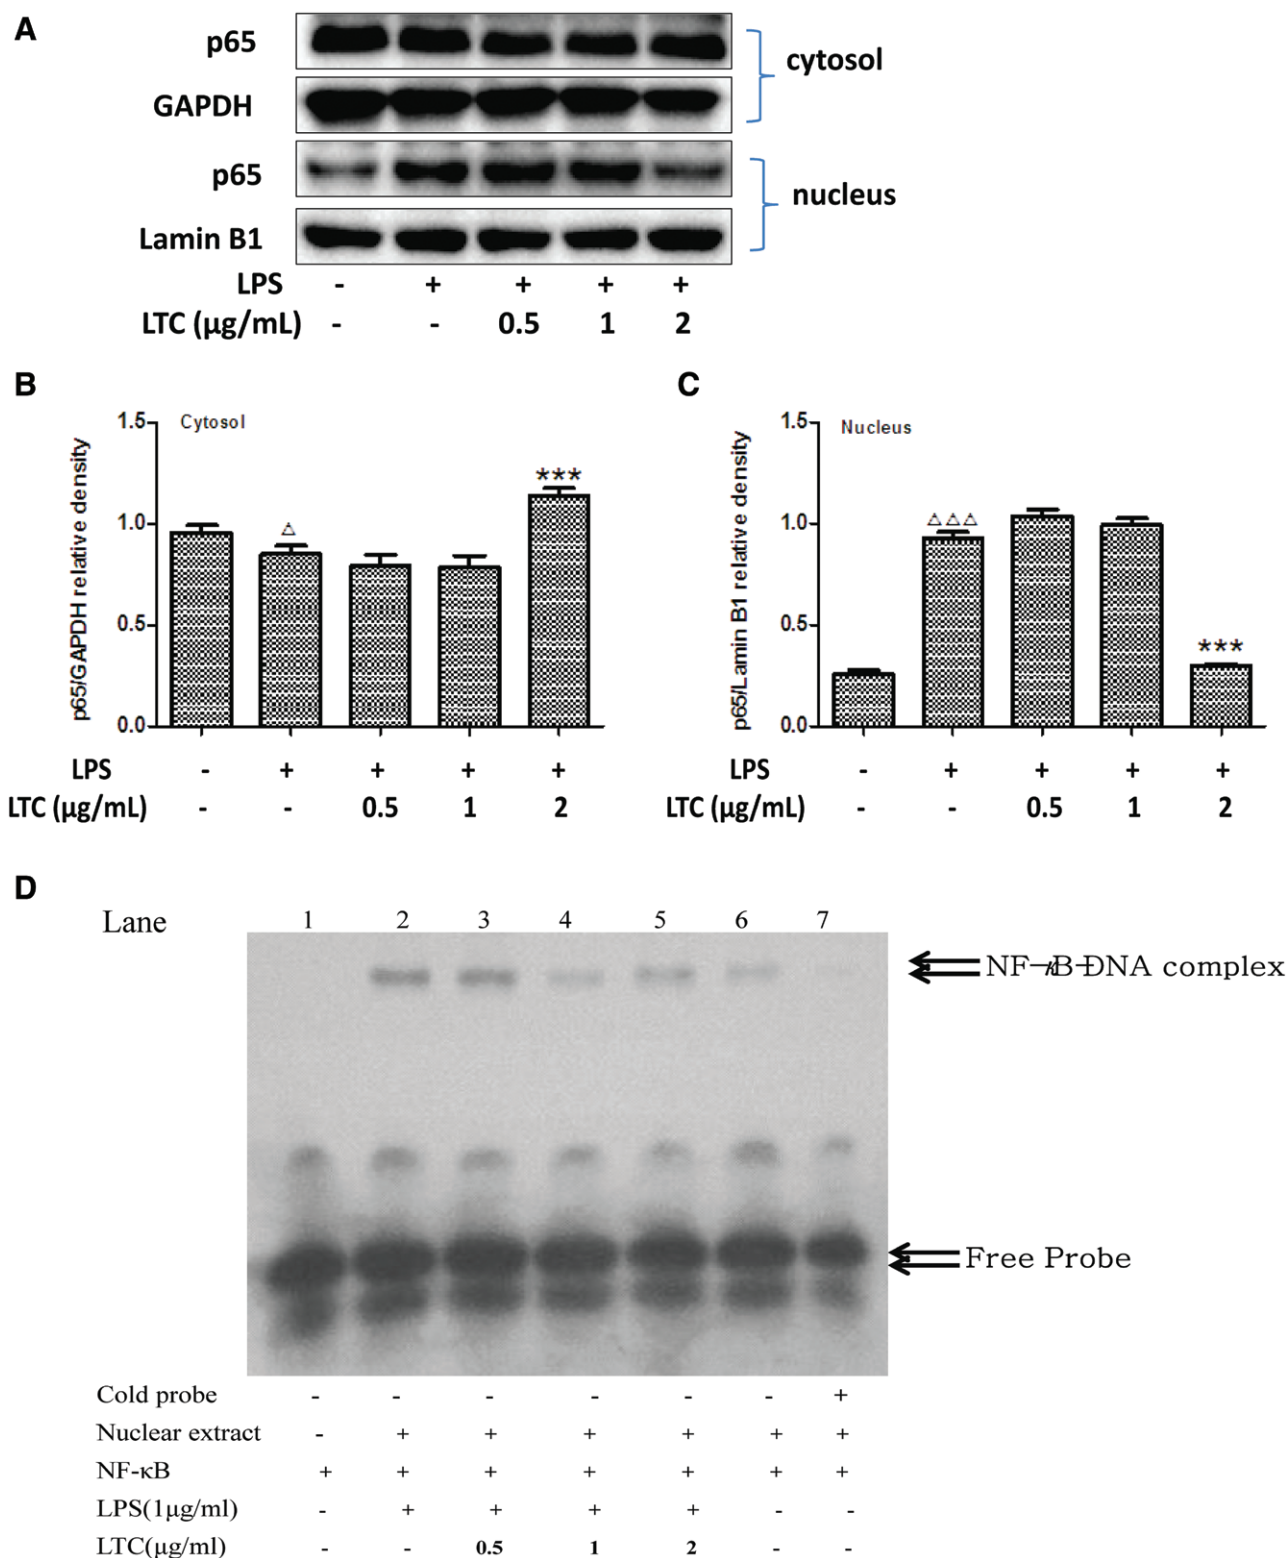 A
p65
cytosol
GAPDH
p65
nucleus
Lamin B1
LPS - + + + +
LTC (μg/mL) - - 0.5 1 2
B
1.5
Cytosol
***
1.0
△
0.5
0.0
p65/GAPDH relative density
LPS - + + + +
LTC (μg/mL) - - 0.5 1 2
C
1.5
Nucleus
1.0
△△△
0.5
***
0.0
p65/Lamin B1 relative density
LPS - + + + +
LTC (μg/mL) - - 0.5 1 2
D
Lane 1 2 3 4 5 6 7
NF-κB-DNA complex
Free Probe
Cold probe - - - - - - +
Nuclear extract - + + + + + +
NF-κB + + + + + + +
LPS(1μg/ml) - + + + + - -
LTC(μg/ml) - - 0.5 1 2 - -